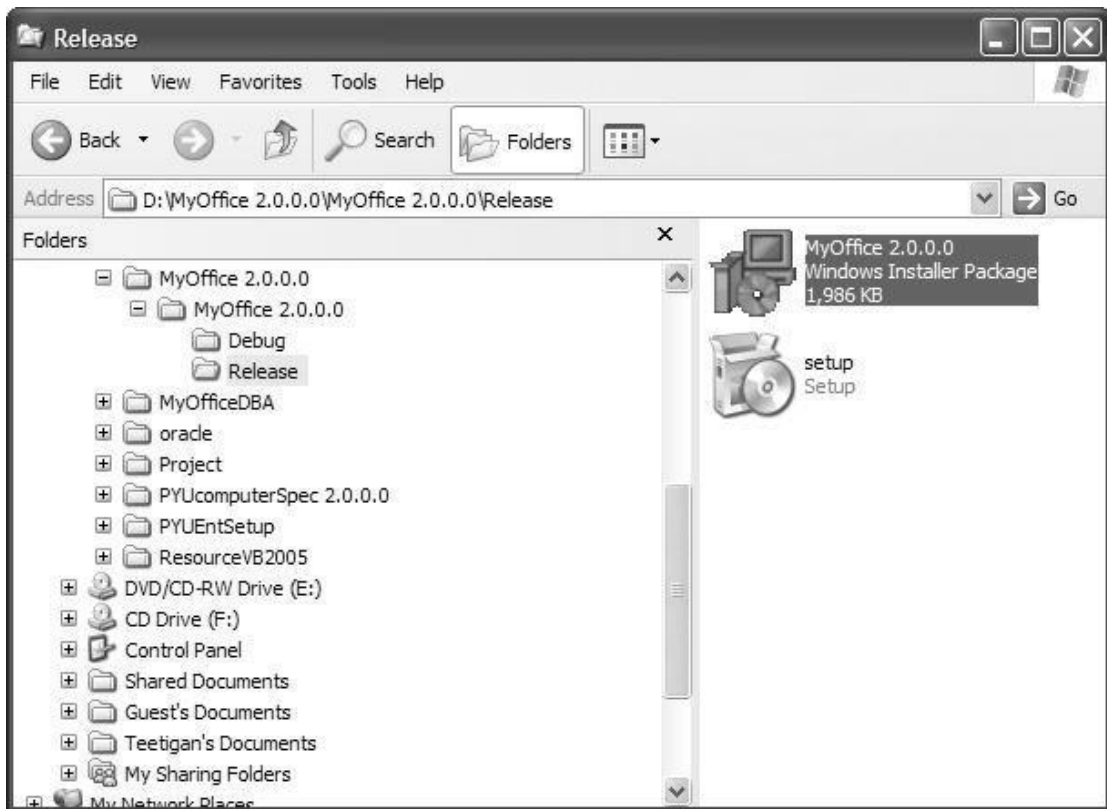 Release
File Edit View Favorites Tools Help
Back Search Folders
Address D:\MyOffice 2.0.0.0\MyOffice 2.0.0.0\Release Go
Folders
MyOffice 2.0.0.0
MyOffice 2.0.0.0
Debug
Release
MyOfficeDBA
oracle
Project
PYUcomputerSpec 2.0.0.0
PYUEntSetup
ResourceVB2005
DVD/CD-RW Drive (E:)
CD Drive (F:)
Control Panel
Shared Documents
Guest's Documents
Teetigan's Documents
My Sharing Folders
My Network Places
MyOffice 2.0.0.0
Windows Installer Package
1,986 KB
setup
Setup